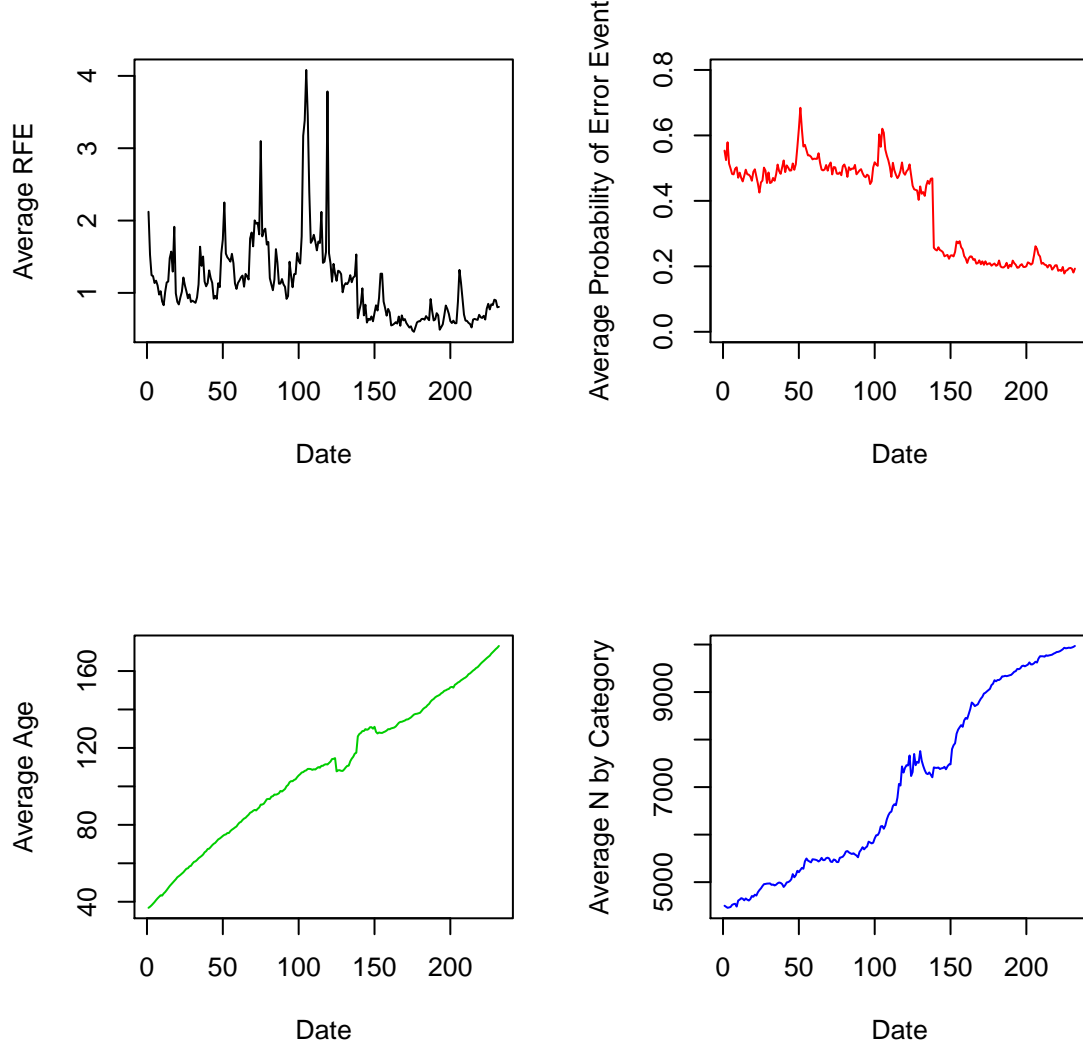 Average RFE
1
2
3
4
0 50 100 150 200
Date
Average Probability of Error Event
0.0
0.2
0.4
0.6
0.8
0 50 100 150 200
Date
Average Age
40
80
120
160
0 50 100 150 200
Date
Average N by Category
5000
7000
9000
0 50 100 150 200
Date